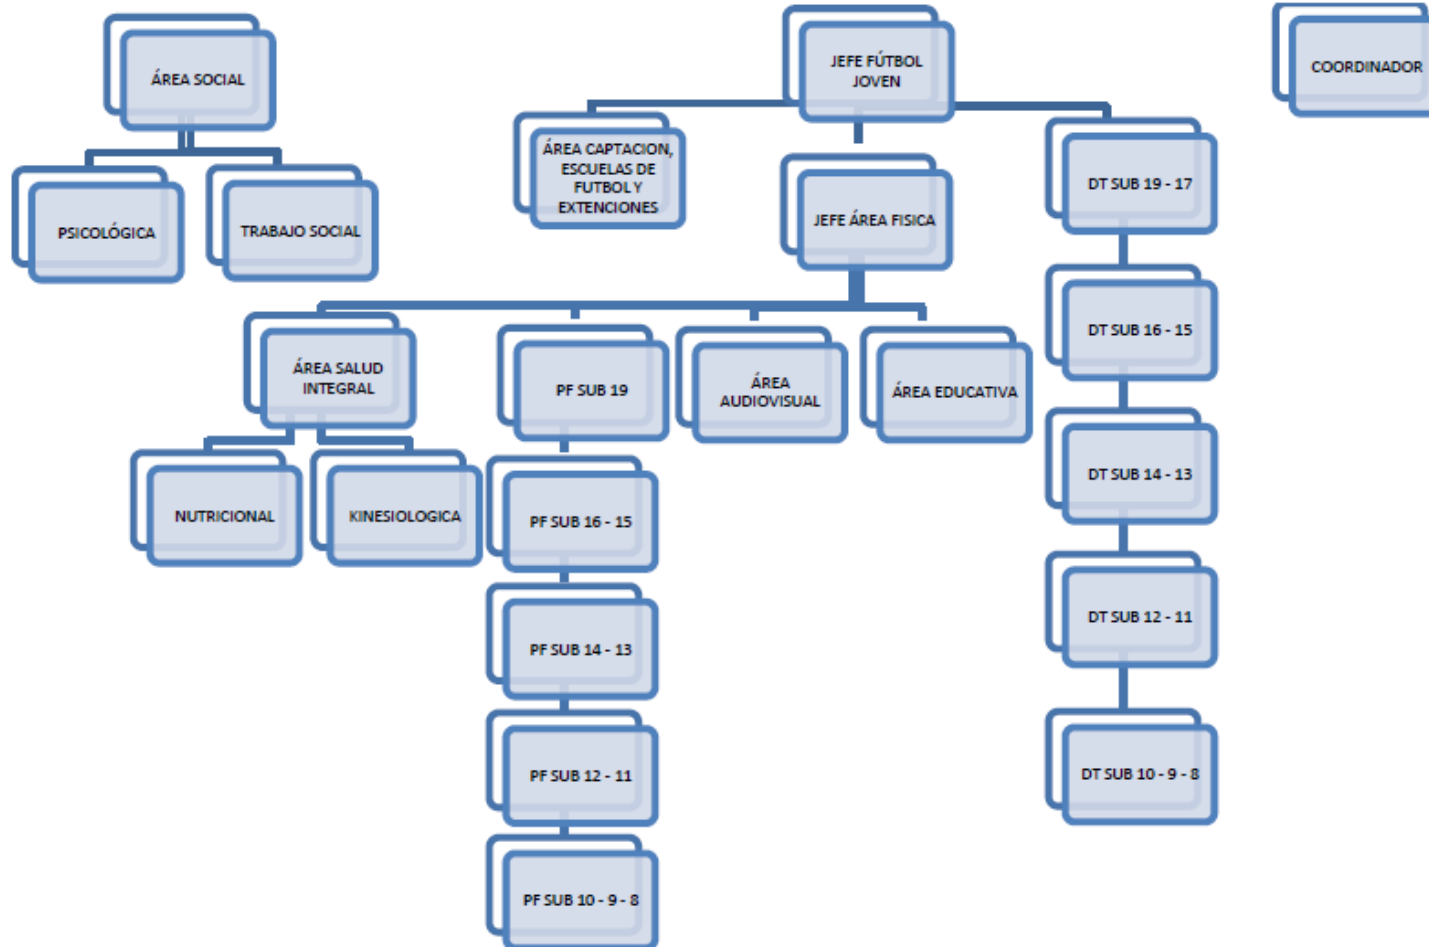 ÁREA SOCIAL
JEFE FÚTBOL
JOVEN
COORDINADOR
ÁREA CAPTACION,
ESCUELAS DE
FUTBOL Y
EXTENCIONES
DT SUB 19 - 17
PSICOLÓGICA
TRABAJO SOCIAL
JEFE ÁREA FISICA
DT SUB 16 - 15
ÁREA SALUD
INTEGRAL
PF SUB 19
ÁREA
AUDIOVISUAL
ÁREA EDUCATIVA
DT SUB 14 - 13
NUTRICIONAL
KINESIOLOGICA
PF SUB 16 - 15
DT SUB 12 - 11
PF SUB 14 - 13
PF SUB 12 - 11
DT SUB 10 - 9 - 8
PF SUB 10 - 9 - 8